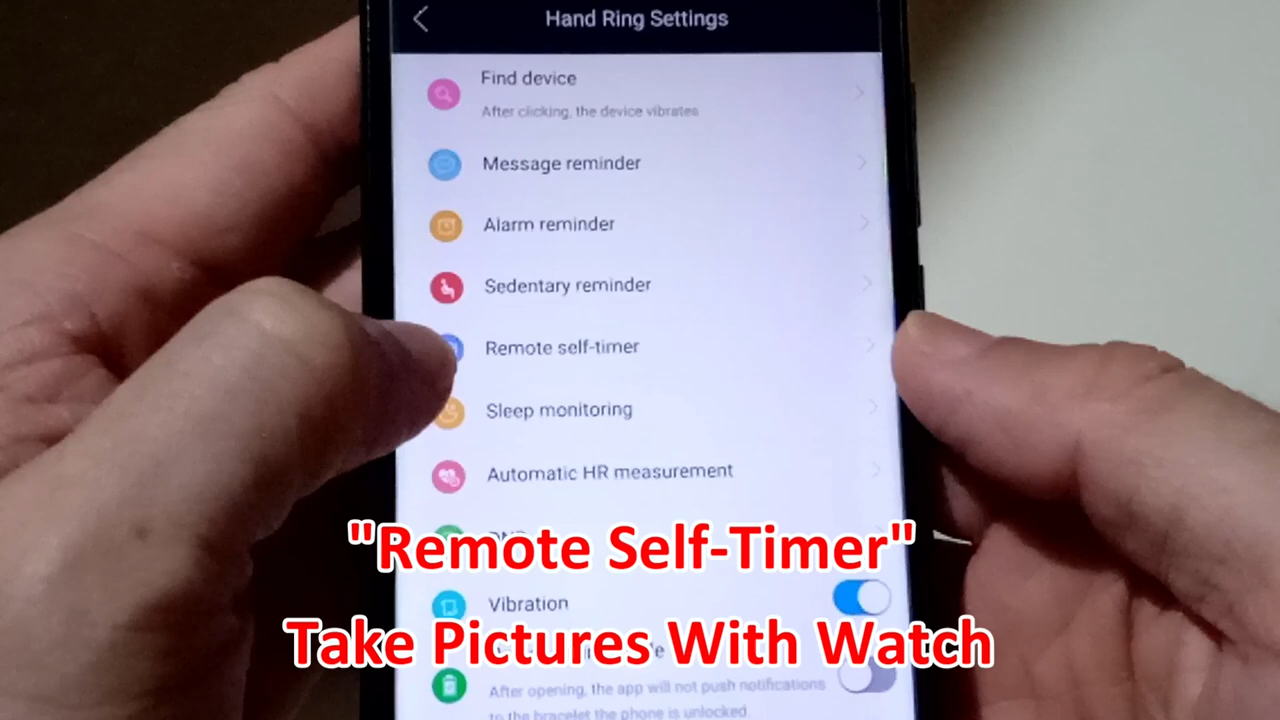 Hand Ring Settings
Find device
After clicking, the device vibrates
Message reminder
Alarm reminder
Sedentary reminder
Remote self-timer
Sleep monitoring
Automatic HR measurement
"Remote Self-Timer"
Vibration
Take Pictures With Watch
After opening, the app will not push notifications
to the bracelet the phone is unlocked.